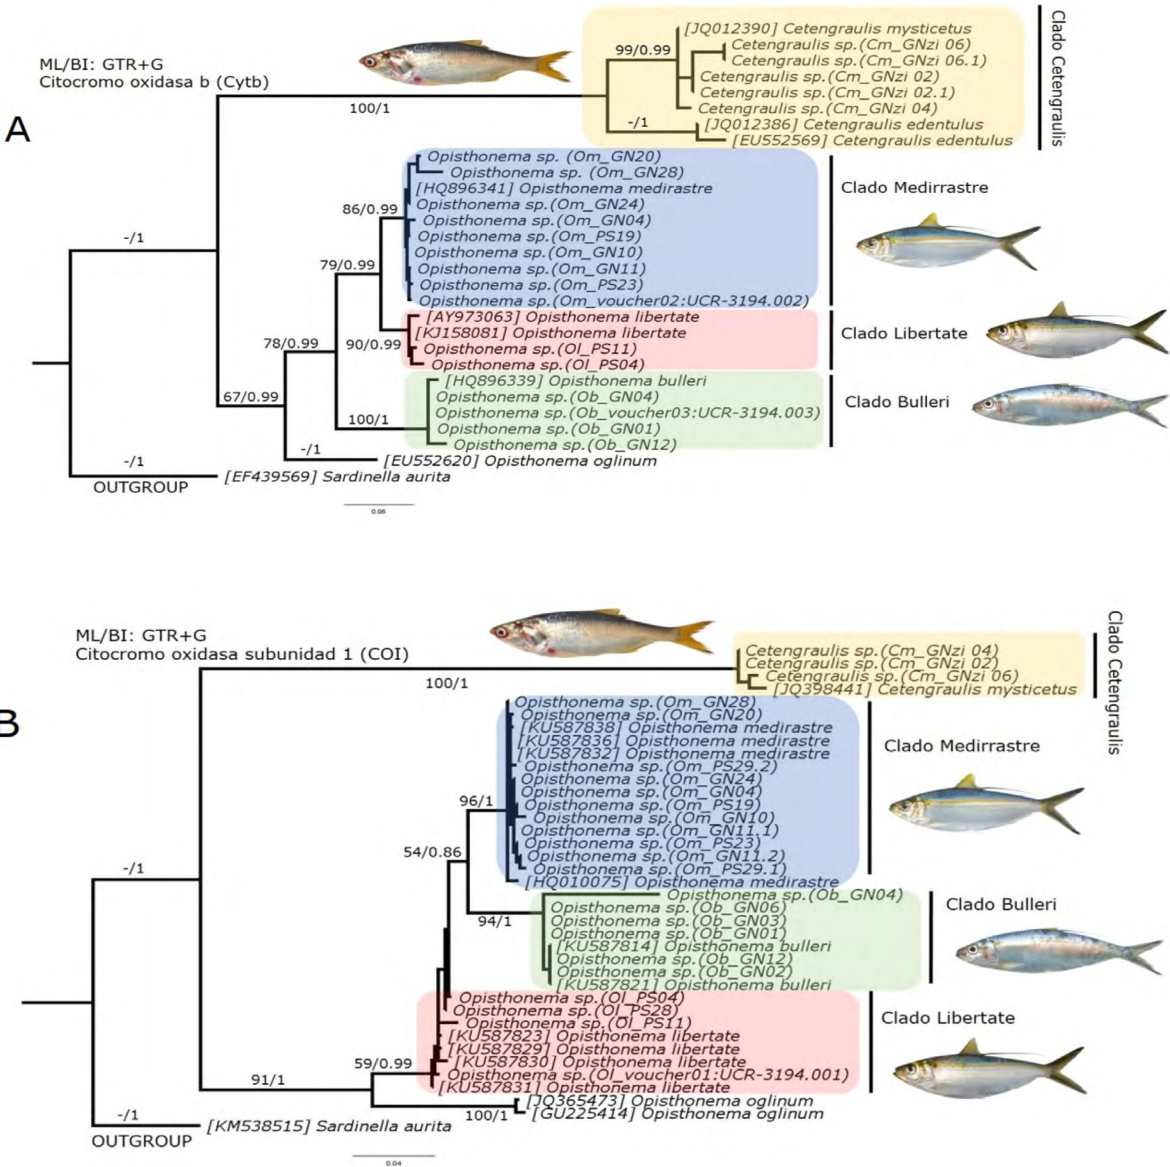 ML/BI: GTR+G
Citocromo oxidasa b (Cytb)
A
[JQ012390] Cetengraulis mysticetus
99/0.99
Cetengraulis sp.(Cm_GNzi 06)
Cetengraulis sp.(Cm_GNzi 06.1)
Cetengraulis sp.(Cm_GNzi 02)
Cetengraulis sp.(Cm_GNzi 02.1)
Cetengraulis sp.(Cm_GNzi 04)
100/1
-/1
[JQ012386] Cetengraulis edentulus
[EU552569] Cetengraulis edentulus
Clado Cetengraulis
Opisthonema sp. (Om_GN20)
Opisthonema sp. (Om_GN28)
[HQ896341] Opisthonema medirastre
Clado Medirrastre
Opisthonema sp.(Om_GN24)
86/0.99
Opisthonema sp.(Om_GN04)
Opisthonema sp.(Om_PS19)
-/1
Opisthonema sp.(Om_GN10)
79/0.99
Opisthonema sp.(Om_GN11)
Opisthonema sp.(Om_PS23)
Opisthonema sp.(Om_voucher02:UCR-3194.002)
[AY973063] Opisthonema libertate
[KJ158081] Opisthonema libertate
Clado Libertate
78/0.99
90/0.99
Opisthonema sp.(Ol_PS11)
Opisthonema sp.(Ol_PS04)
[HQ896339] Opisthonema bulleri
67/0.99
Opisthonema sp.(Ob_GN04)
Clado Bulleri
Opisthonema sp.(Ob_voucher03:UCR-3194.003)
100/1
Opisthonema sp.(Ob_GN01)
Opisthonema sp.(Ob_GN12)
-/1
[EU552620] Opisthonema oglinum
-/1
[EF439569] Sardinella aurita
OUTGROUP
0.06
ML/BI: GTR+G
Citocromo oxidasa subunidad 1 (COI)
B
Cetengraulis sp.(Cm_GNzi 04)
Cetengraulis sp.(Cm_GNzi 02)
Cetengraulis sp.(Cm_GNzi 06)
100/1
[JQ398441] Cetengraulis mysticetus
Clado Cetengraulis
Opisthonema sp.(Om_GN28)
Opisthonema sp.(Om_GN20)
[KU587838] Opisthonema medirastre
[KU587836] Opisthonema medirastre
Clado Medirrastre
[KU587832] Opisthonema medirastre
Opisthonema sp.(Om_PS29.2)
Opisthonema sp.(Om_GN24)
Opisthonema sp.(Om_GN04)
96/1
Opisthonema sp.(Om_PS19)
Opisthonema sp.(Om_GN10)
Opisthonema sp.(Om_GN11.1)
Opisthonema sp.(Om_PS23)
54/0.86
Opisthonema sp.(Om_GN11.2)
-/1
Opisthonema sp.(Om_PS29.1)
[HQ010075] Opisthonema medirastre
Opisthonema sp.(Ob_GN04)
Opisthonema sp.(Ob_GN06)
Clado Bulleri
94/1
Opisthonema sp.(Ob_GN03)
Opisthonema sp.(Ob_GN01)
[KU587814] Opisthonema bulleri
Opisthonema sp.(Ob_GN12)
Opisthonema sp.(Ob_GN02)
[KU587821] Opisthonema bulleri
Opisthonema sp.(Ol_PS04)
Opisthonema sp.(Ol_PS28)
Clado Libertate
Opisthonema sp.(Ol_PS11)
[KU587823] Opisthonema libertate
[KU587829] Opisthonema libertate
59/0.99
[KU587830] Opisthonema libertate
Opisthonema sp.(Ol_voucher01:UCR-3194.001)
91/1
[KU587831] Opisthonema libertate
[JQ365473] Opisthonema oglinum
100/1
[GU225414] Opisthonema oglinum
-/1
[KM538515] Sardinella aurita
OUTGROUP
0.04